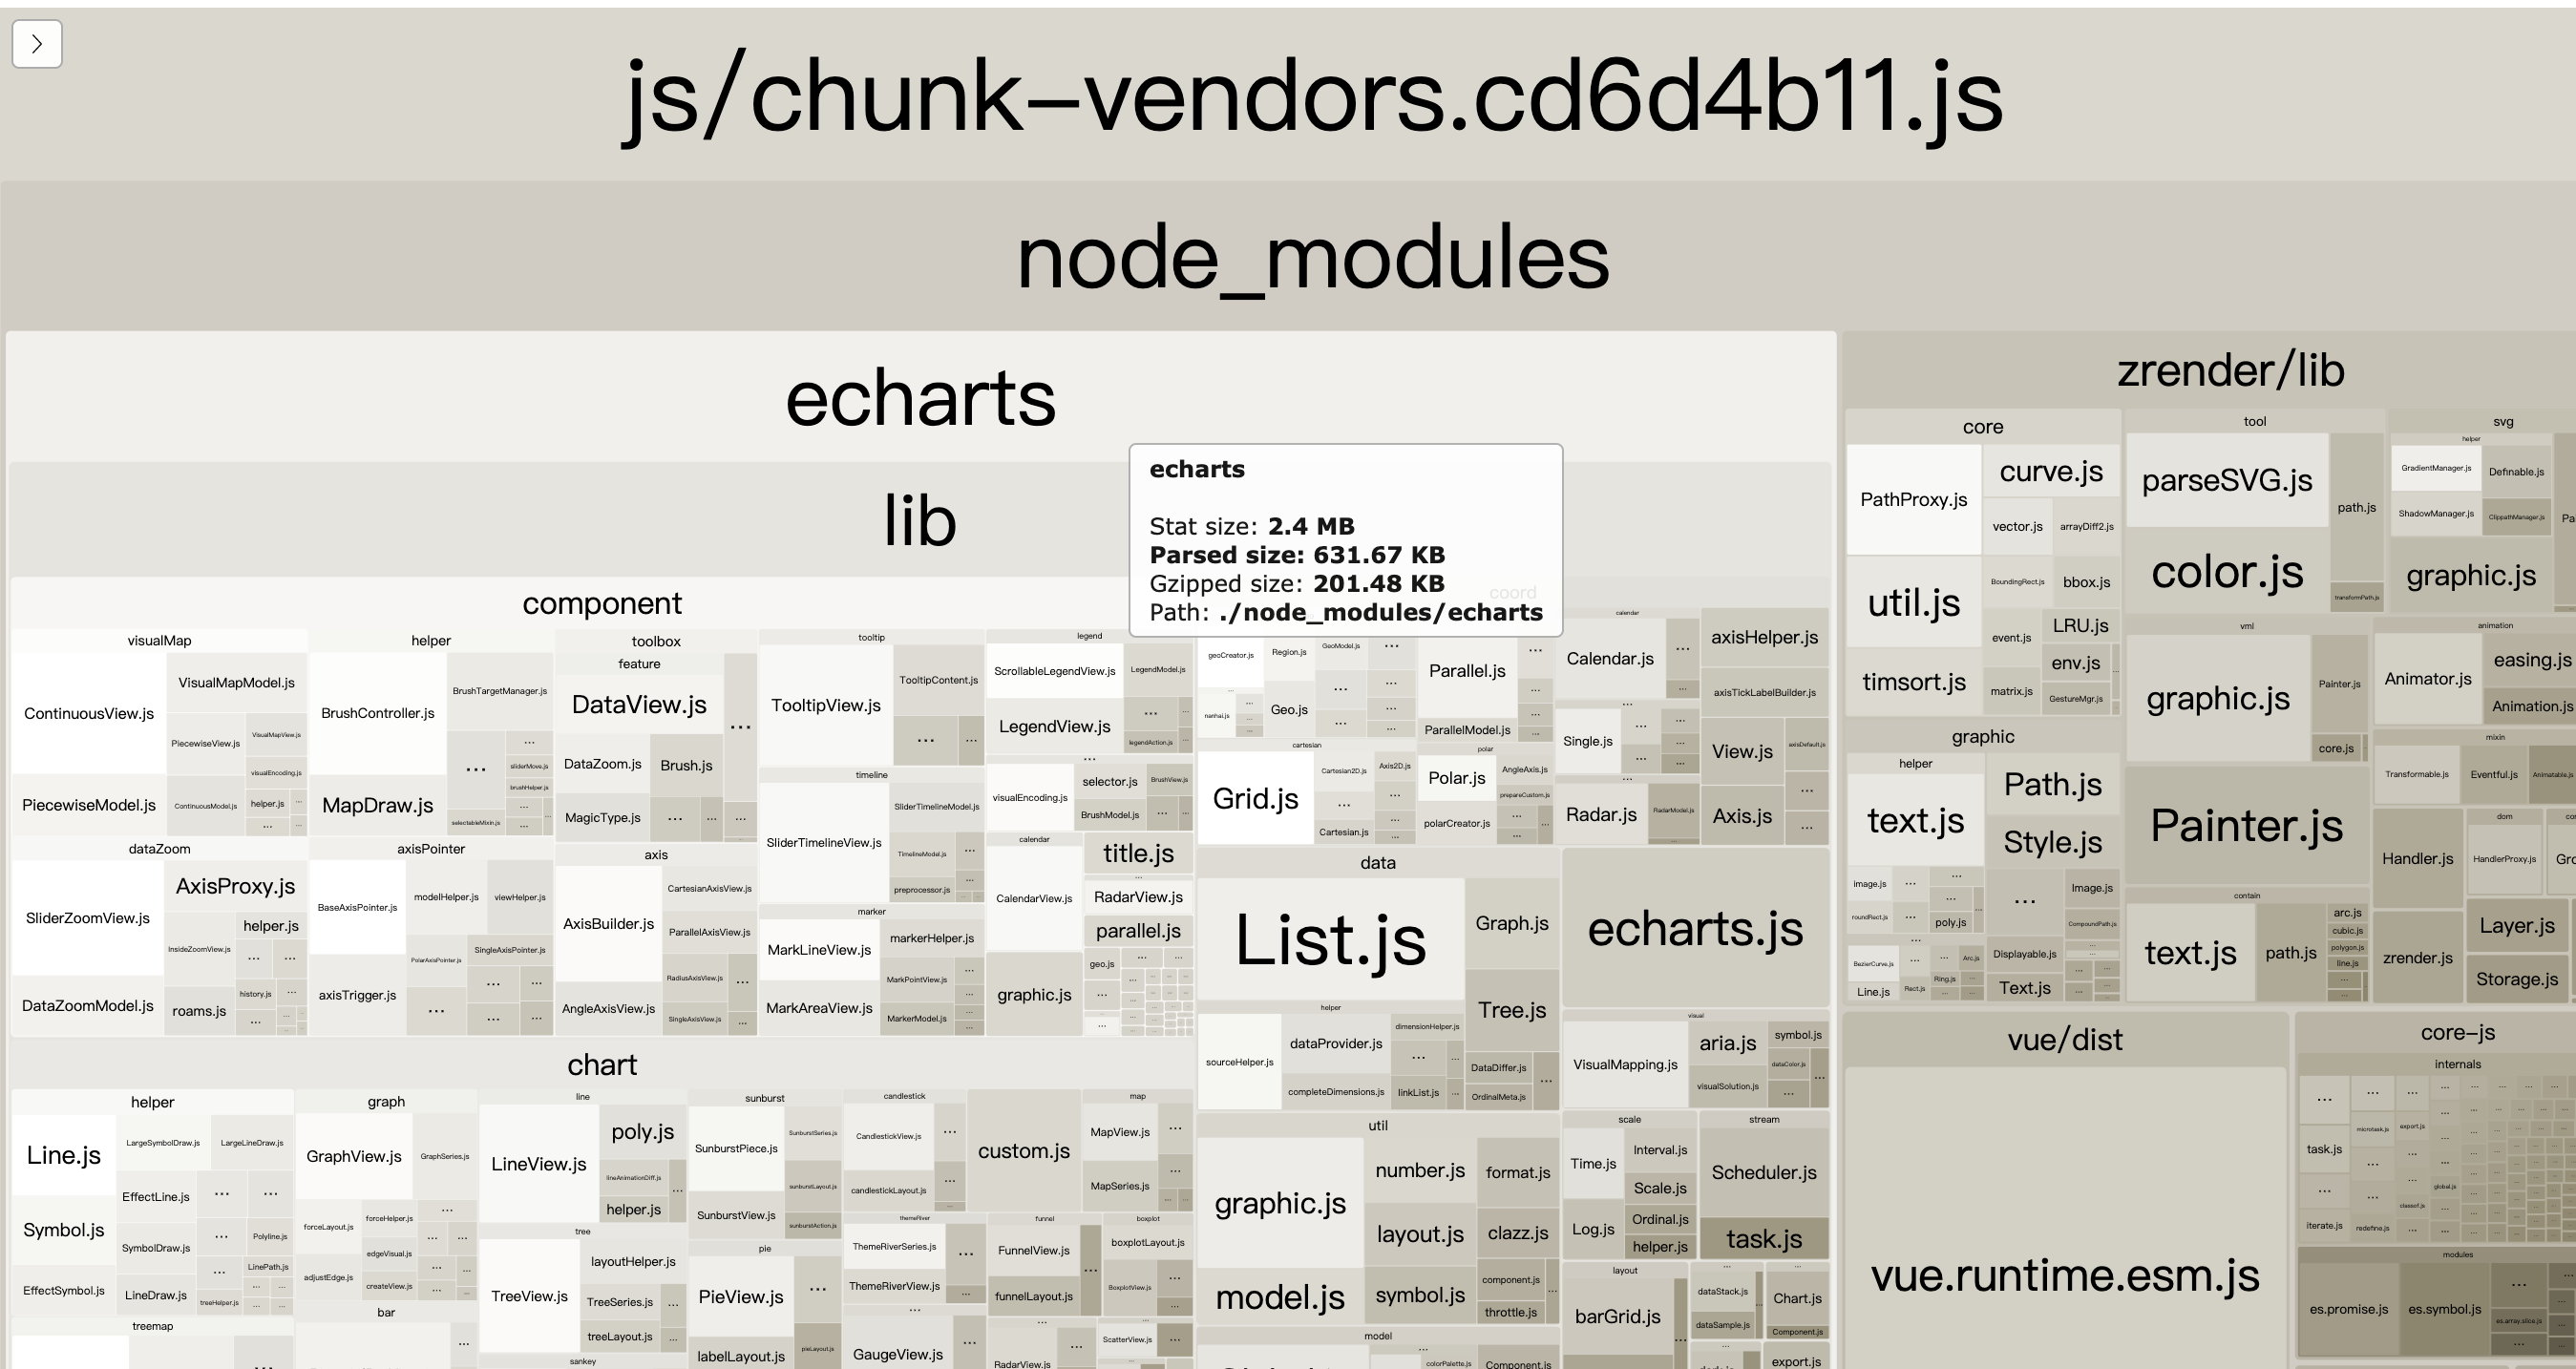 js/chunk-vendors.cd6d4b11.js
node_modules
echarts
zrender/lib
lib
echarts
Stat size: 2.4 MB
Parsed size: 631.67 KB
Gzipped size: 201.48 KB
Path: ./node_modules/echarts
coord
component
visualMap
ContinuousView.js
VisualMapModel.js
PiecewiseView.js
VisualMapView.js
visualEncoding.js
PiecewiseModel.js
ContinuousModel.js
helper.js
...
helper
BrushController.js
BrushTargetManager.js
...
sliderMove.js
brushHelper.js
MapDraw.js
selectableMixin.js
toolbox
feature
DataView.js
...
DataZoom.js
Brush.js
MagicType.js
...
tooltip
TooltipView.js
TooltipContent.js
...
timeline
SliderTimelineView.js
SliderTimelineModel.js
TimelineModel.js
preprocessor.js
legend
ScrollableLegendView.js
LegendModel.js
LegendView.js
...
legendAction.js
visualEncoding.js
selector.js
BrushView.js
BrushModel.js
calendar
CalendarView.js
title.js
RadarView.js
parallel.js
geo.js
graphic.js
dataZoom
SliderZoomView.js
AxisProxy.js
InsideZoomView.js
helper.js
DataZoomModel.js
roams.js
history.js
axisPointer
BaseAxisPointer.js
modelHelper.js
viewHelper.js
PolarAxisPointer.js
SingleAxisPointer.js
axisTrigger.js
axis
AxisBuilder.js
CartesianAxisView.js
ParallelAxisView.js
RadiusAxisView.js
AngleAxisView.js
SingleAxisView.js
marker
MarkLineView.js
markerHelper.js
MarkPointView.js
MarkAreaView.js
MarkerModel.js
geoCreator.js
Region.js
GeoModel.js
nanhai.js
Geo.js
Parallel.js
ParallelModel.js
calendar
Calendar.js
axisHelper.js
axisTickLabelBuilder.js
cartesian
Grid.js
Cartesian2D.js
Axis2D.js
Cartesian.js
polar
Polar.js
AngleAxis.js
prepareCustom.js
polarCreator.js
Single.js
View.js
axisDefault.js
Radar.js
RadarModel.js
Axis.js
data
List.js
Graph.js
Tree.js
helper
sourceHelper.js
dataProvider.js
dimensionHelper.js
completeDimensions.js
linkList.js
DataDiffer.js
OrdinalMeta.js
echarts.js
visual
VisualMapping.js
aria.js
symbol.js
dataColor.js
visualSolution.js
chart
helper
Line.js
LargeSymbolDraw.js
LargeLineDraw.js
EffectLine.js
Symbol.js
SymbolDraw.js
Polyline.js
LinePath.js
EffectSymbol.js
LineDraw.js
treeHelper.js
treemap
graph
GraphView.js
GraphSeries.js
forceLayout.js
forceHelper.js
edgeVisual.js
adjustEdge.js
createView.js
bar
line
LineView.js
poly.js
lineAnimationDiff.js
helper.js
tree
TreeView.js
layoutHelper.js
TreeSeries.js
treeLayout.js
sankey
sunburst
SunburstPiece.js
SunburstSeries.js
sunburstLayout.js
SunburstView.js
sunburstAction.js
pie
PieView.js
labelLayout.js
pieLayout.js
candlestick
CandlestickView.js
candlestickLayout.js
custom.js
map
MapView.js
MapSeries.js
themeRiver
ThemeRiverSeries.js
ThemeRiverView.js
GaugeView.js
funnel
FunnelView.js
funnelLayout.js
RadarView.js
boxplot
boxplotLayout.js
BoxplotView.js
ScatterView.js
util
graphic.js
number.js
format.js
layout.js
clazz.js
model.js
symbol.js
component.js
throttle.js
model
colorPalette.js
Component.js
scale
Time.js
Interval.js
Scale.js
Log.js
Ordinal.js
helper.js
stream
Scheduler.js
task.js
layout
barGrid.js
dataStack.js
dataSample.js
Chart.js
Component.js
export.js
core
PathProxy.js
curve.js
vector.js
arrayDiff2.js
util.js
BoundingRect.js
bbox.js
event.js
LRU.js
timsort.js
env.js
matrix.js
GestureMgr.js
tool
parseSVG.js
path.js
color.js
transformPath.js
svg
helper
GradientManager.js
Definable.js
ShadowManager.js
ClippathManager.js
Pa
graphic.js
graphic
helper
text.js
Path.js
Style.js
image.js
roundRect.js
poly.js
Image.js
CompoundPath.js
BezierCurve.js
Arc.js
Ring.js
Line.js
Rect.js
Displayable.js
Text.js
vml
graphic.js
Painter.js
core.js
animation
Animator.js
easing.js
Animation.js
mixin
Transformable.js
Eventful.js
Animatable.js
Painter.js
Handler.js
dom
HandlerProxy.js
Gro
contain
text.js
path.js
arc.js
cubic.js
polygon.js
line.js
zrender.js
Layer.js
Storage.js
vue/dist
vue.runtime.esm.js
core-js
internals
microtask.js
export.js
task.js
global.js
classof.js
iterate.js
redefine.js
modules
es.promise.js
es.symbol.js
es.array.slice.js